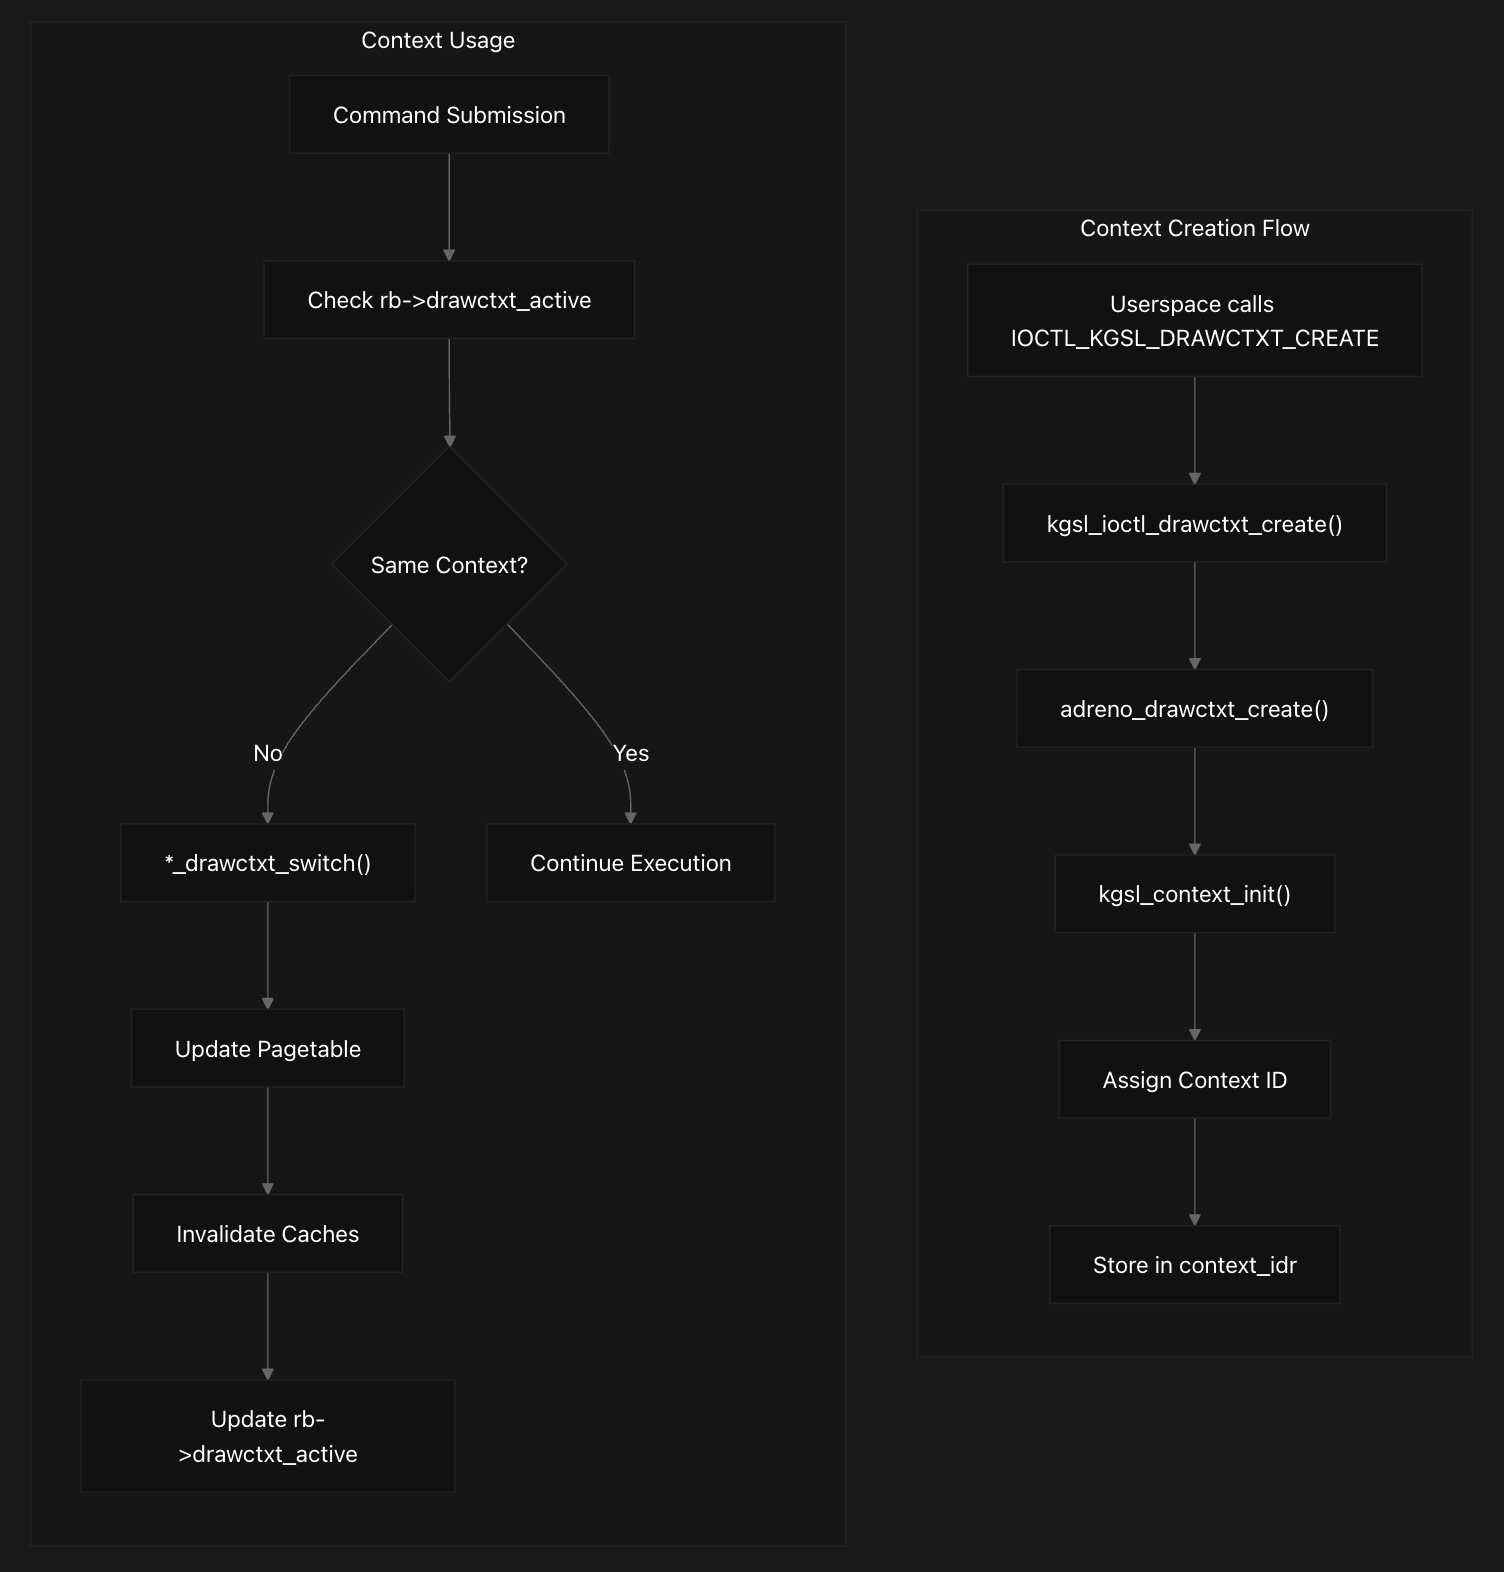 Context Usage
Command Submission
Check rb->drawctxt_active
Same Context?
No
Yes
*_drawctxt_switch()
Continue Execution
Update Pagetable
Invalidate Caches
Update rb-
>drawctxt_active
Context Creation Flow
Userspace calls
IOCTL_KGSL_DRAWCTXT_CREATE
kgsl_ioctl_drawctxt_create()
adreno_drawctxt_create()
kgsl_context_init()
Assign Context ID
Store in context_idr